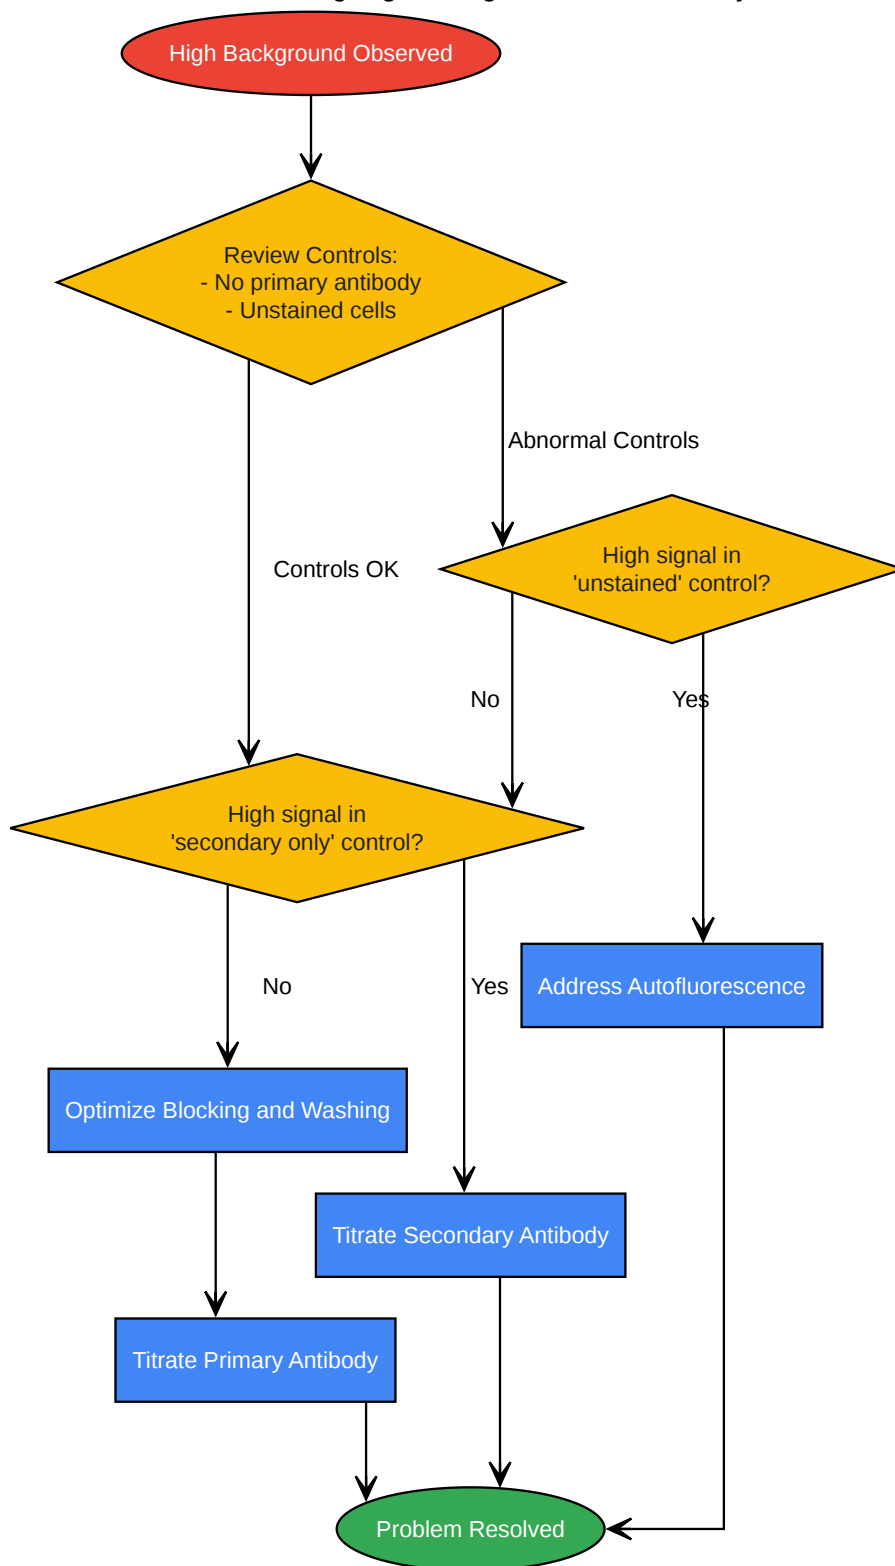 High Background Observed
Review Controls:
- No primary antibody
- Unstained cells
Abnormal Controls
Controls OK
High signal in
'unstained' control?
No
Yes
High signal in
'secondary only' control?
No
Yes
Address Autofluorescence
Optimize Blocking and Washing
Titrate Secondary Antibody
Titrate Primary Antibody
Problem Resolved